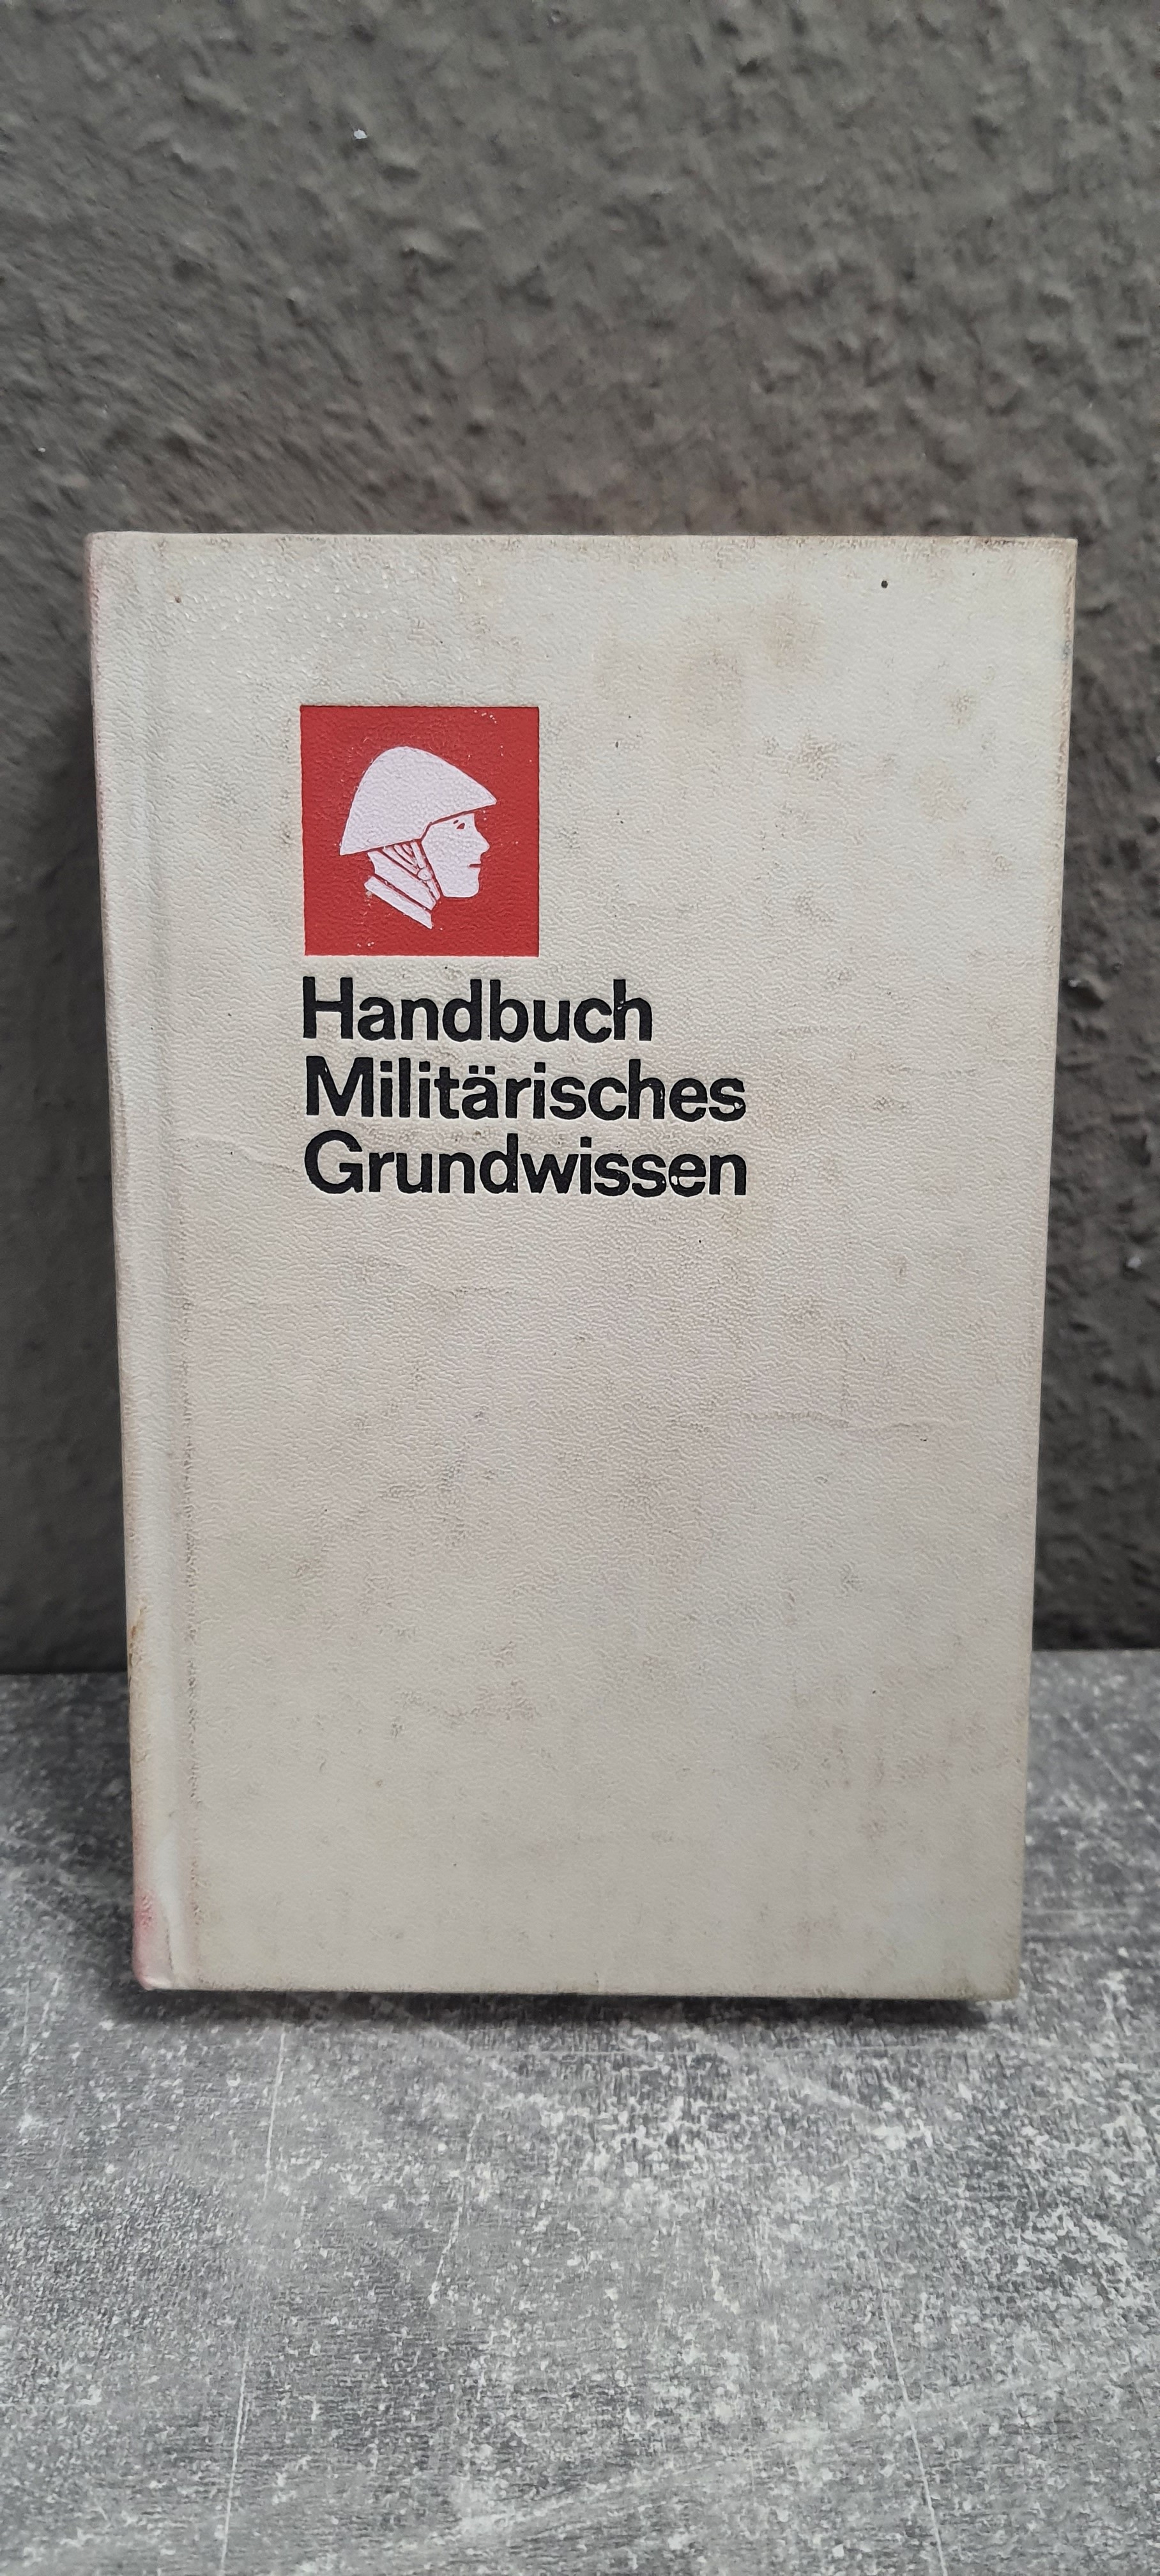 Handbuch
Militärisches
Grundwissen